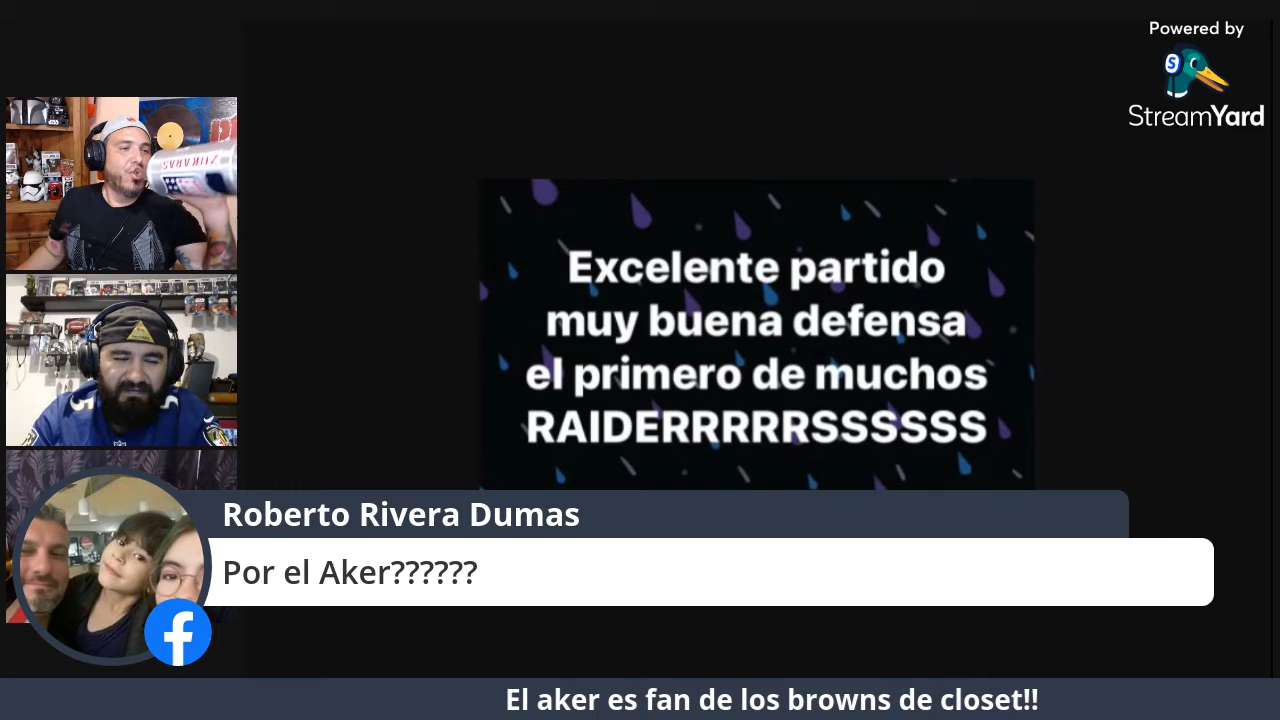 Powered by
StreamYard
Excelente partido
muy buena defensa
el primero de muchos
RAIDERRRRRSSSSSS
Roberto Rivera Dumas
Por el Aker??????
El aker es fan de los browns de closet!!